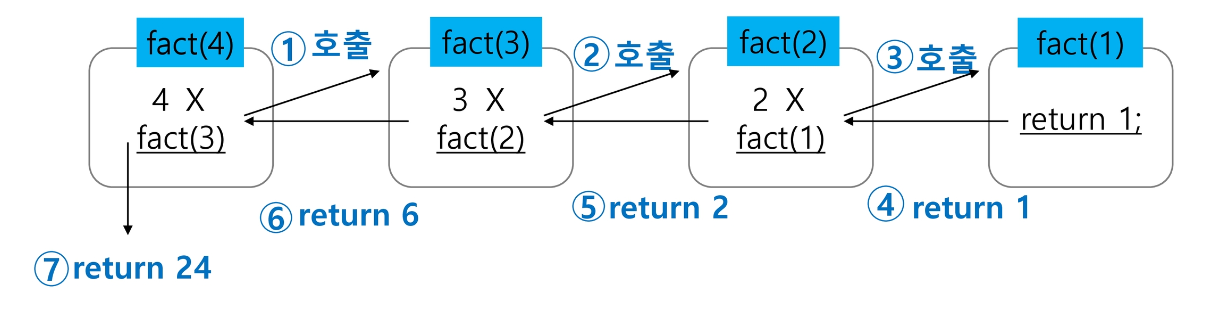 fact(4)
① 호출
fact(3)
② 호출
fact(2)
③ 호출
fact(1)
4 X
fact(3)
3 X
fact(2)
2 X
fact(1)
return 1;
④ return 1
⑤ return 2
⑥ return 6
⑦ return 24